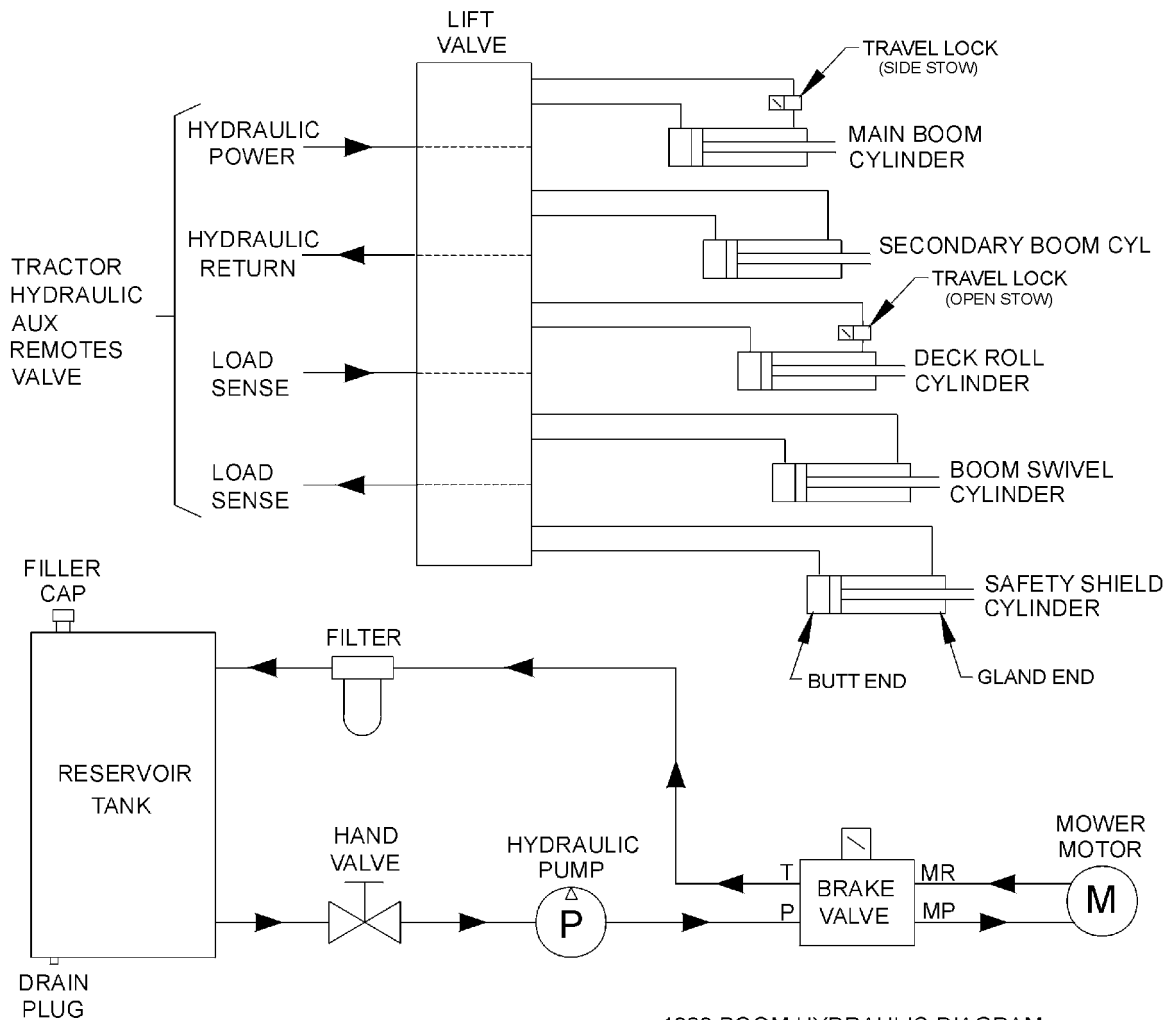 LIFT
VALVE
TRAVEL LOCK
(SIDE STOW)
HYDRAULIC
POWER
MAIN BOOM
CYLINDER
HYDRAULIC
RETURN
SECONDARY BOOM CYL
TRACTOR
HYDRAULIC
AUX
REMOTES
VALVE
TRAVEL LOCK
(OPEN STOW)
LOAD
SENSE
DECK ROLL
CYLINDER
LOAD
SENSE
BOOM SWIVEL
CYLINDER
FILLER
CAP
SAFETY SHIELD
CYLINDER
FILTER
BUTT END
GLAND END
RESERVOIR
TANK
HAND
VALVE
HYDRAULIC
PUMP
P
T
P
BRAKE
VALVE
MR
MP
MOWER
MOTOR
M
DRAIN
PLUG
BOOM HYDRAULIC DIAGRAM